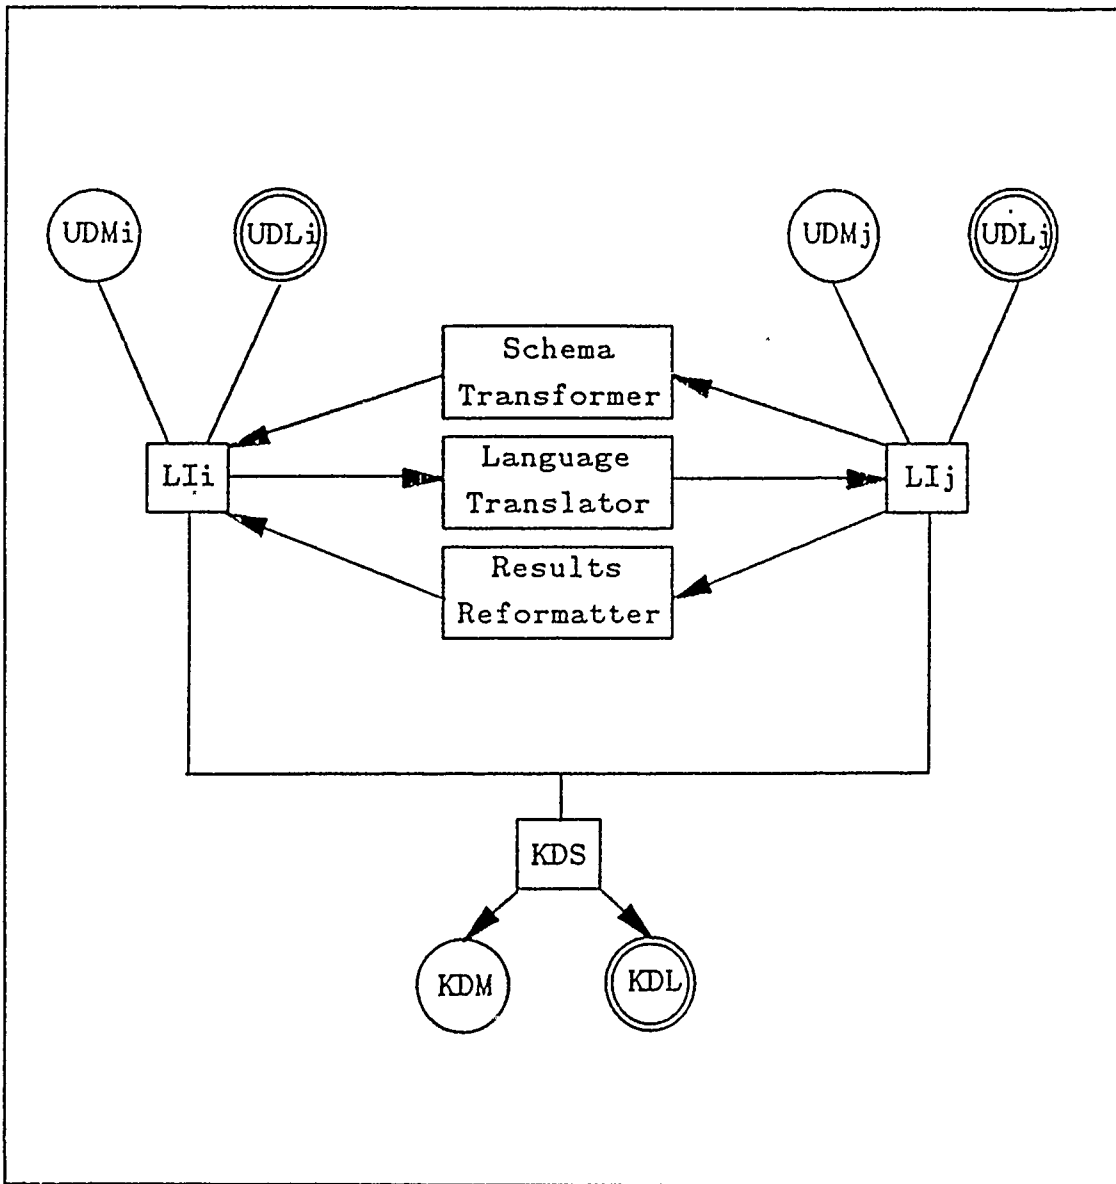 UDMi
UDLi
UDMj
UDLj
Schema
Transformer
LIi
Language
Translator
LIj
Results
Reformatter
KDS
KDM
KDL